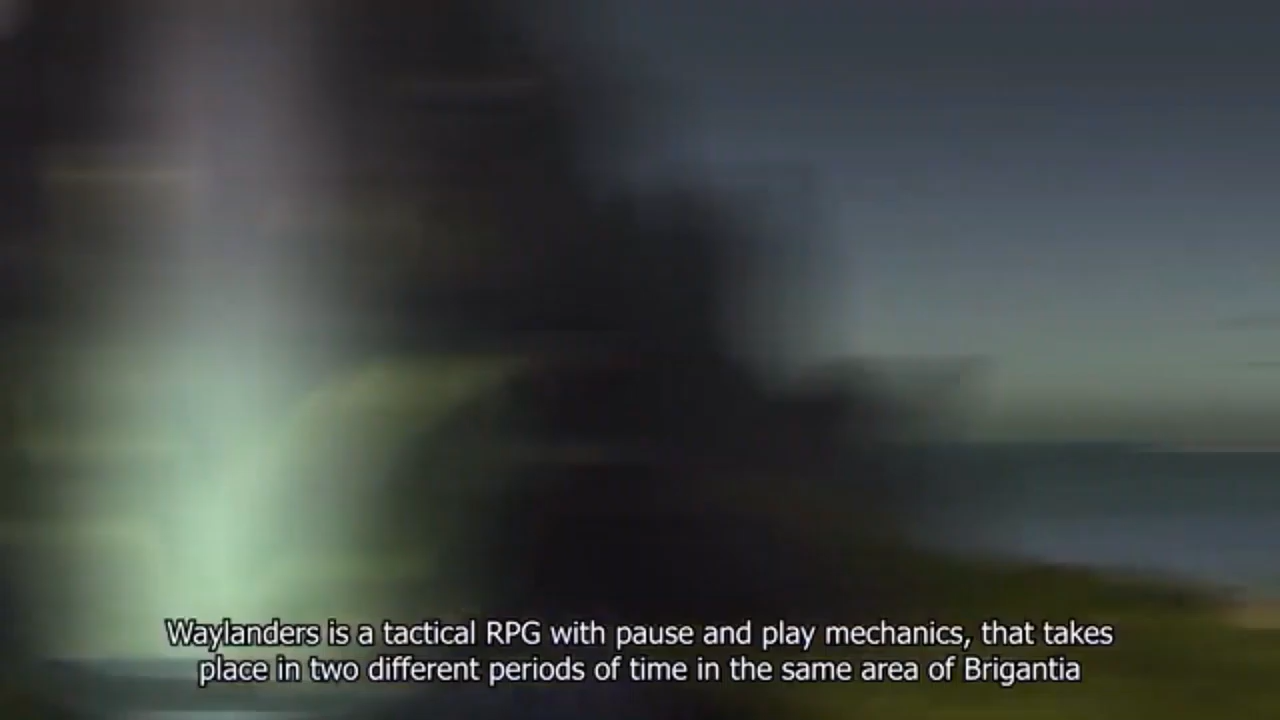 Waylanders is a tactical RPG with pause and play mechanics, that takes
place in two different periods of time in the same area of Brigantia